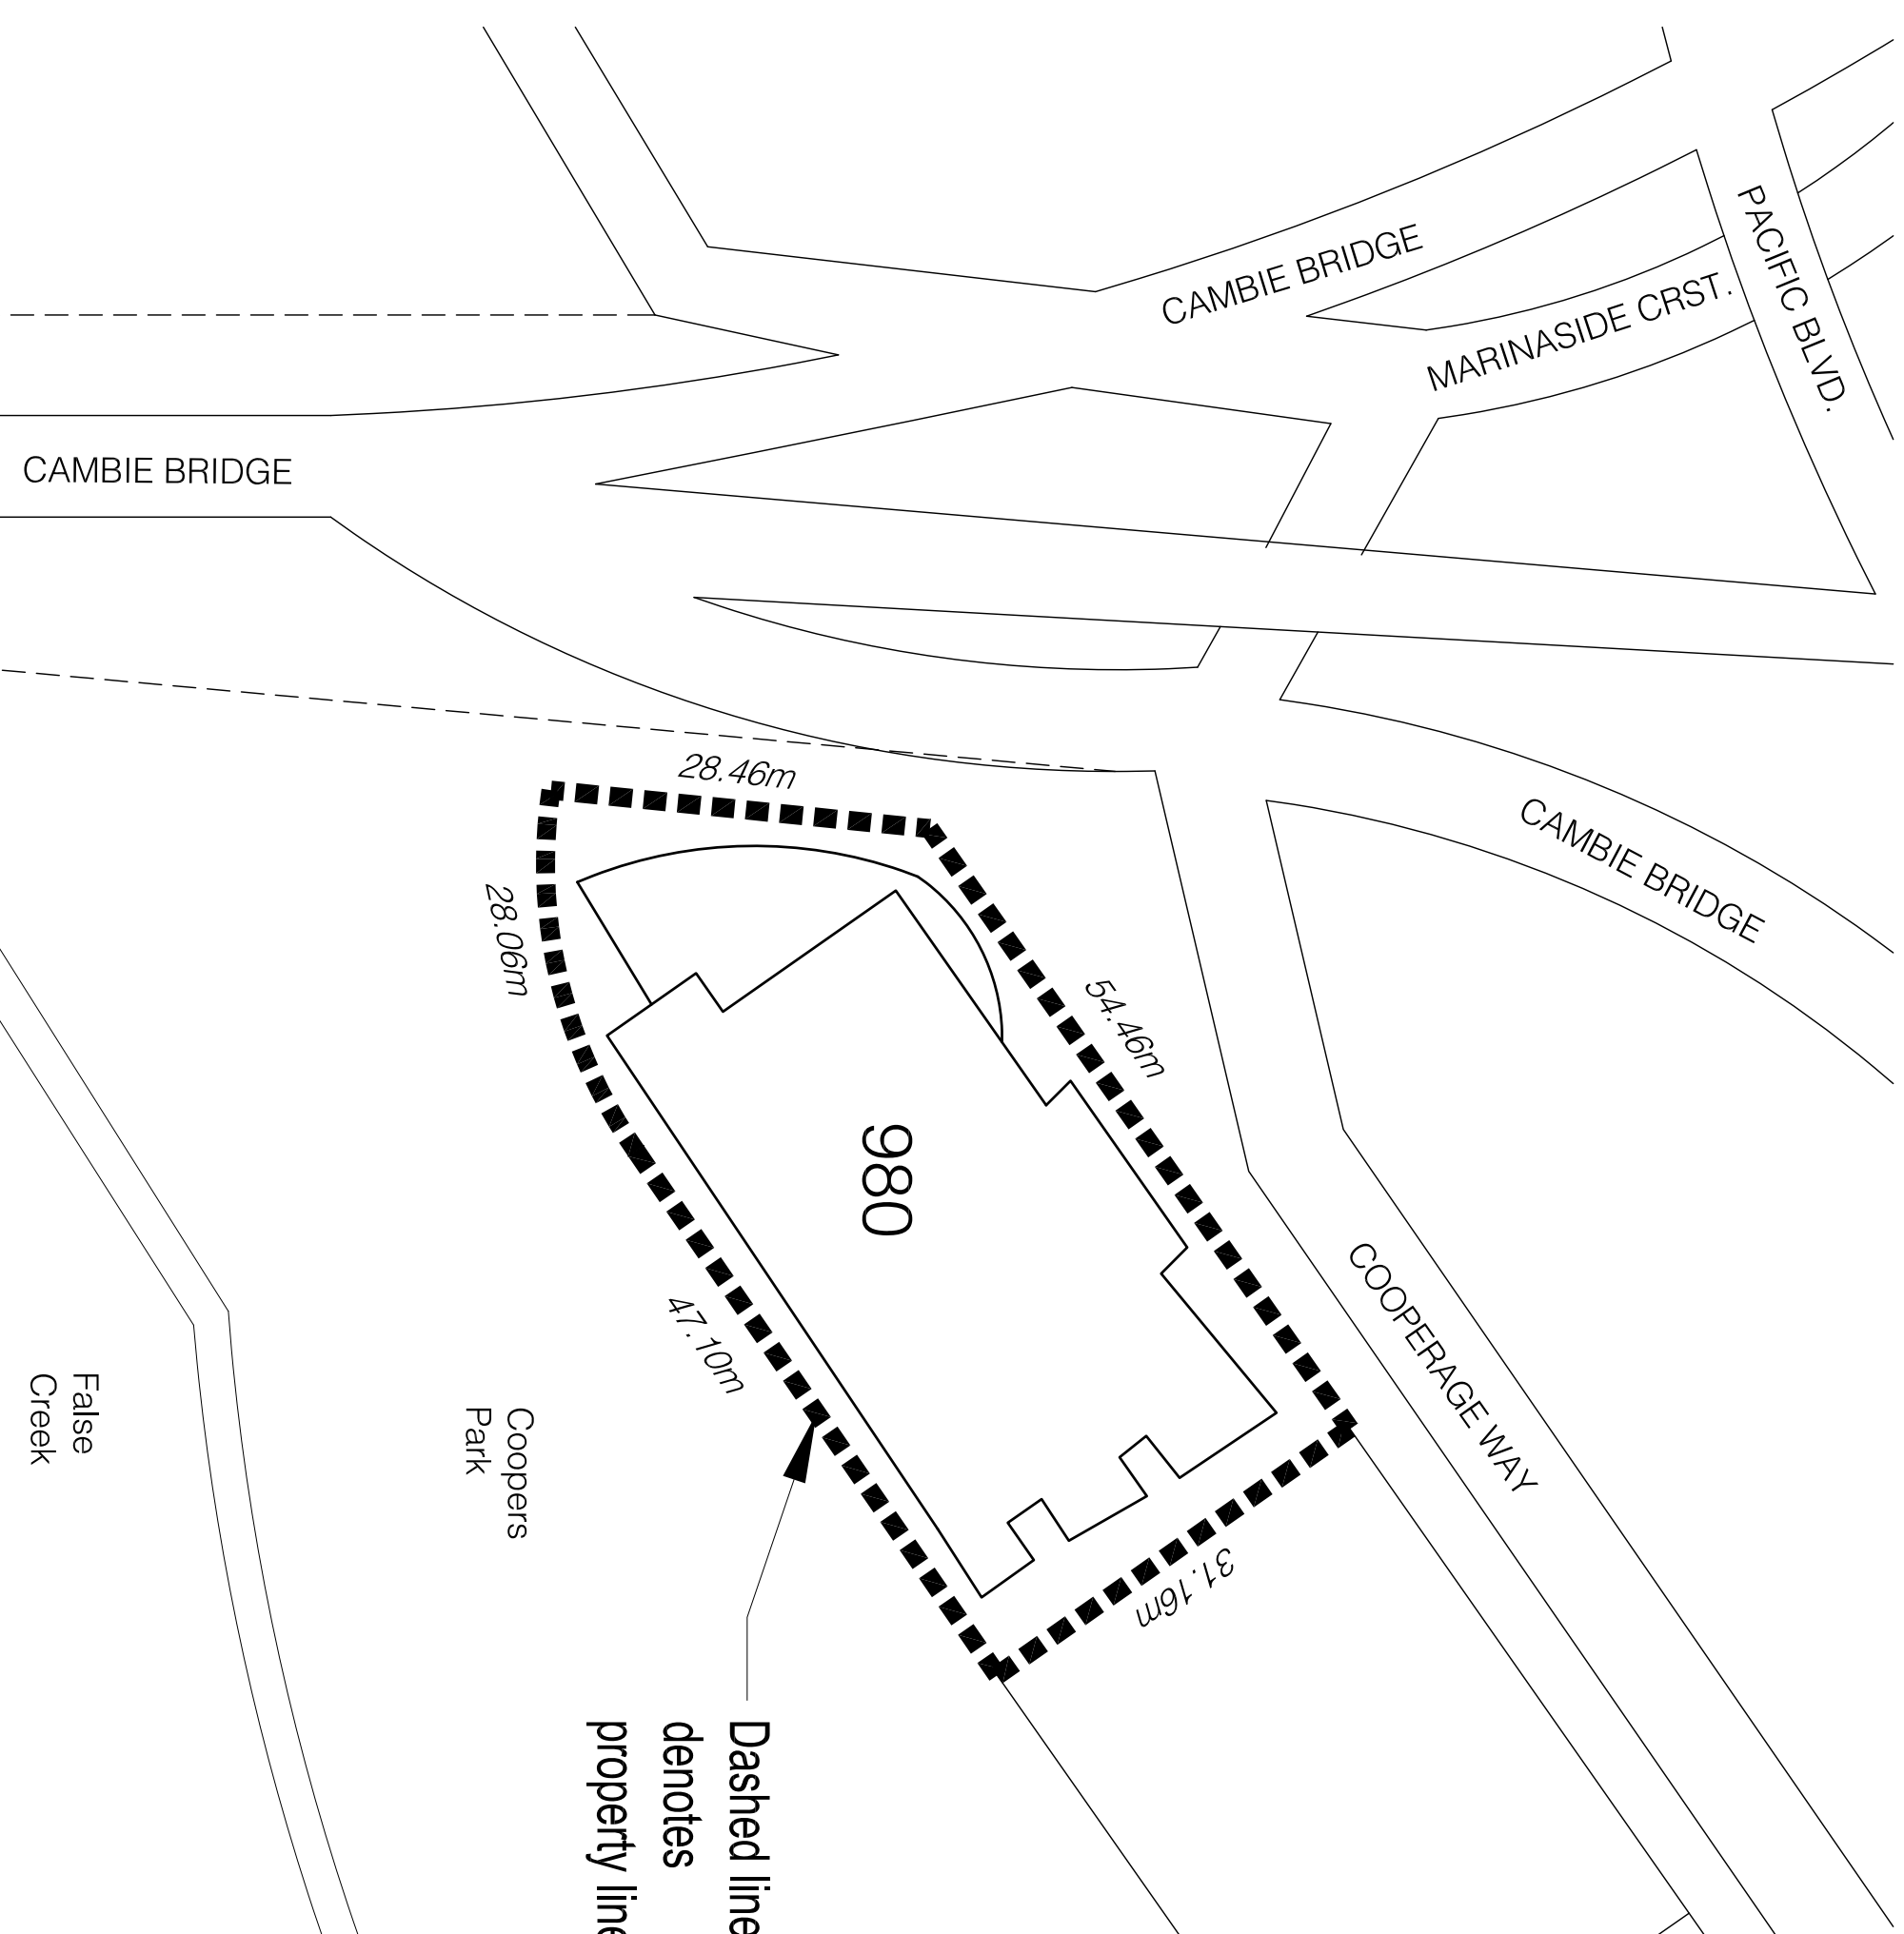 PACIFIC BLVD.
CAMBIE BRIDGE
MARINASIDE CRST.
CAMBIE BRIDGE
28.46m
CAMBIE BRIDGE
28.06m
54.46m
980
COOPERAGE WAY
47.10m
False
Creek
Coopers
Park
31.16m
Dashed line
denotes
property line